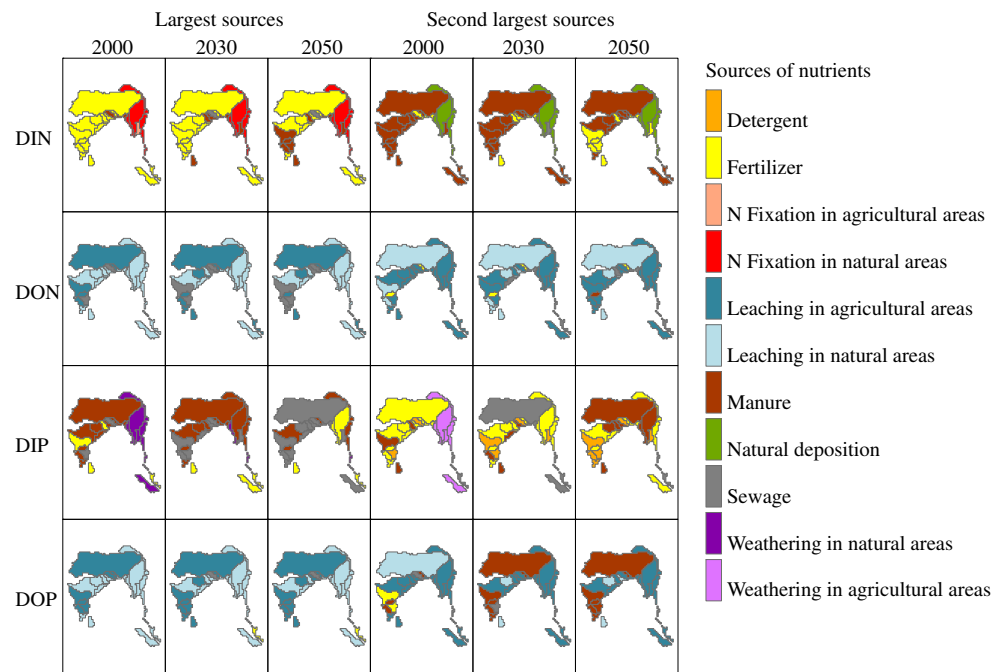 Largest sources
Second largest sources
2000
2030
2050
2000
2030
2050
DIN
DON
DIP
DOP
Sources of nutrients
Detergent
Fertilizer
N Fixation in agricultural areas
N Fixation in natural areas
Leaching in agricultural areas
Leaching in natural areas
Manure
Natural deposition
Sewage
Weathering in natural areas
Weathering in agricultural areas